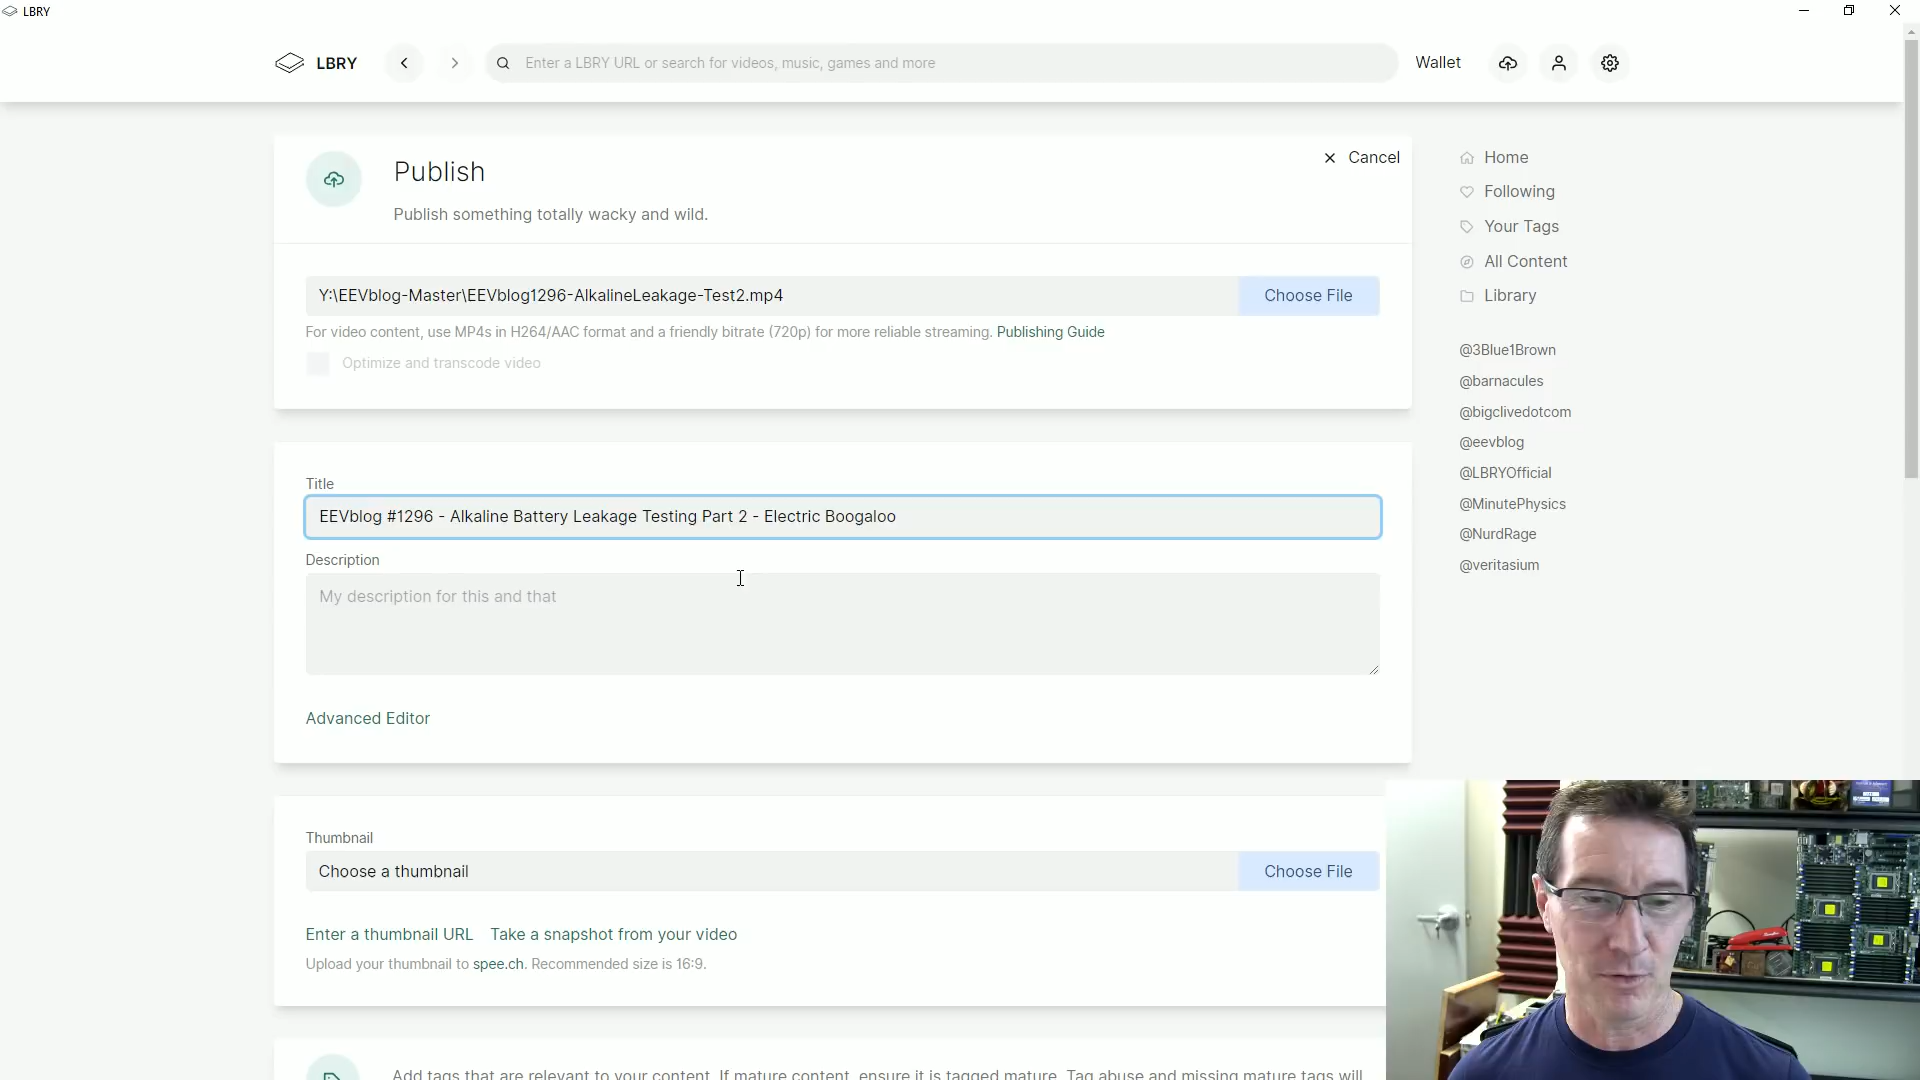 LBRY
LBRY
Enter a LBRY URL or search for videos, music, games and more
Wallet
Publish
Cancel
Publish something totally wacky and wild.
Y:\EEVblog-Master\EEVblog1296-AlkalineLeakage-Test2.mp4
Choose File
For video content, use MP4s in H264/AAC format and a friendly bitrate (720p) for more reliable streaming. Publishing Guide
Optimize and transcode video
Title
EEVblog #1296 - Alkaline Battery Leakage Testing Part 2 - Electric Boogaloo
Description
My description for this and that
Advanced Editor
Thumbnail
Choose a thumbnail
Choose File
Enter a thumbnail URL Take a snapshot from your video
Upload your thumbnail to spee.ch. Recommended size is 16:9.
Add tags that are relevant to your content. If mature content, ensure it is tagged mature. Tag abuse and missing mature tags will
Home
Following
Your Tags
All Content
Library
@3Blue1Brown
@barnacules
@bigclivedotcom
@eevblog
@LBRYOfficial
@MinutePhysics
@NurdRage
@veritasium